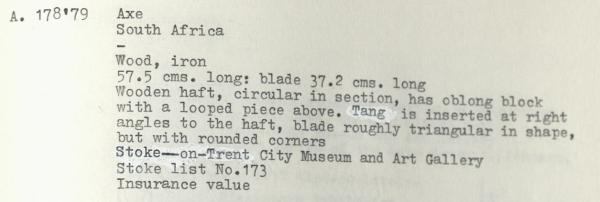 A. 178'79 Axe
South Africa
-
Wood, iron
57.5 cms. long: blade 37.2 cms. long
Wooden haft, circular in section, has oblong block
with a looped piece above. Tang is inserted at right
angles to the haft, blade roughly triangular in shape,
but with rounded corners
Stoke-on-Trent City Museum and Art Gallery
Stoke list No.173
Insurance value